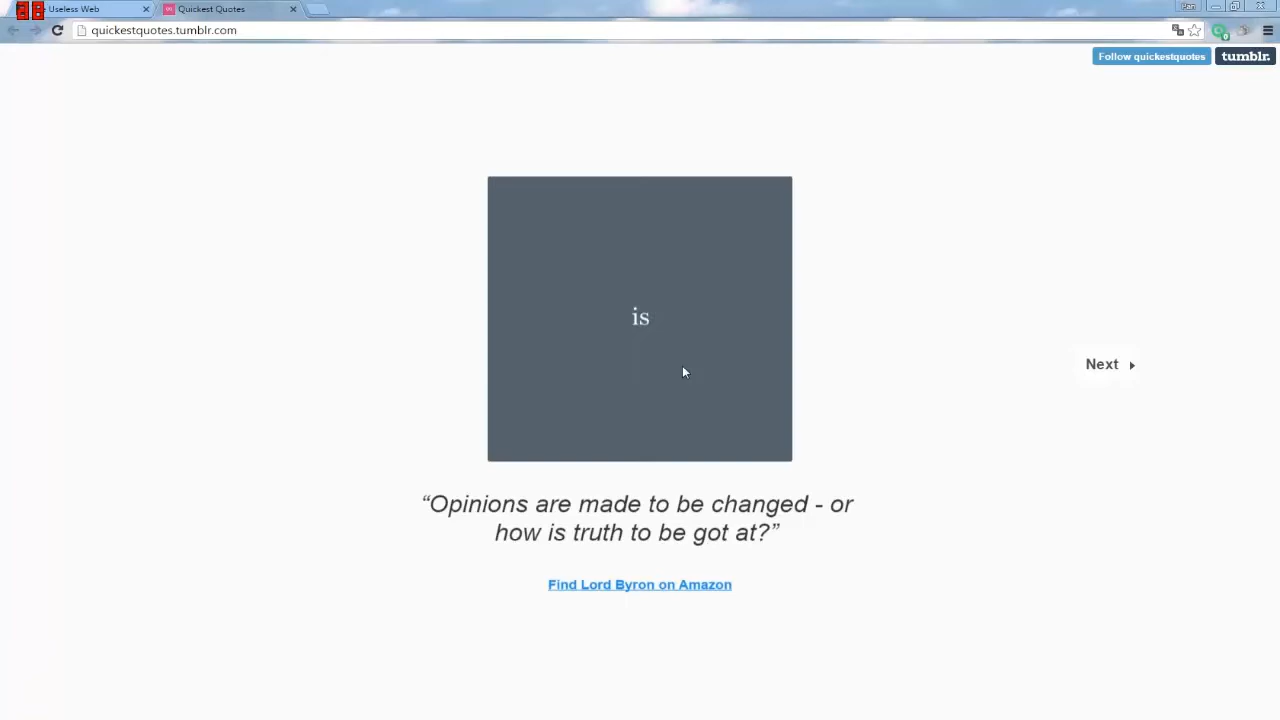 38
Useless Web
Quickest Quotes
quickestquotes.tumblr.com
Follow quickestquotes
tumblr.
is
Next
“Opinions are made to be changed - or
how is truth to be got at?”
Find Lord Byron on Amazon